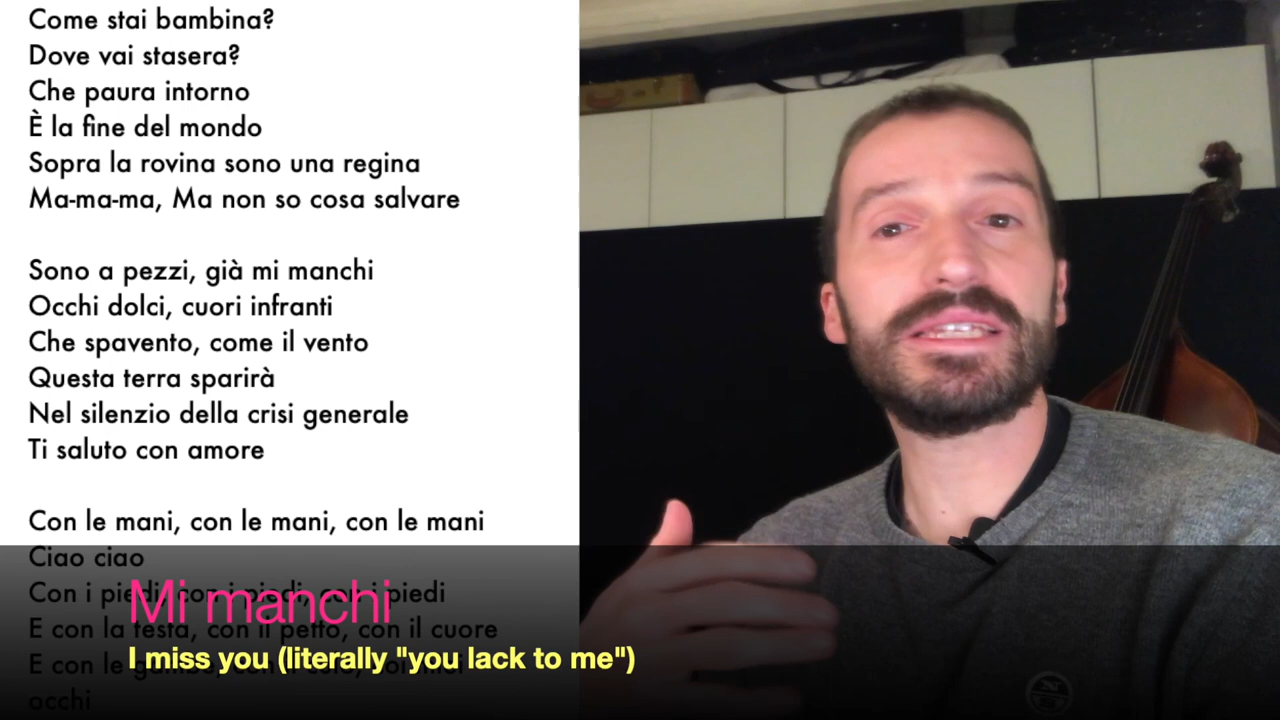 Come stai bambina?
Dove vai stasera?
Che paura intorno
È la fine del mondo
Sopra la rovina sono una regina
Ma-ma-ma, Ma non so cosa salvare
Sono a pezzi, già mi manchi
Occhi dolci, cuori infranti
Che spavento, come il vento
Questa terra sparirà
Nel silenzio della crisi generale
Ti saluto con amore
Con le mani, con le mani, con le mani
Ciao ciao
Con i piedi, con i piedi, con i piedi
E con la testa, con il petto, con il cuore
E con le
occhi
Mi manchi
I miss you (literally "you lack to me")